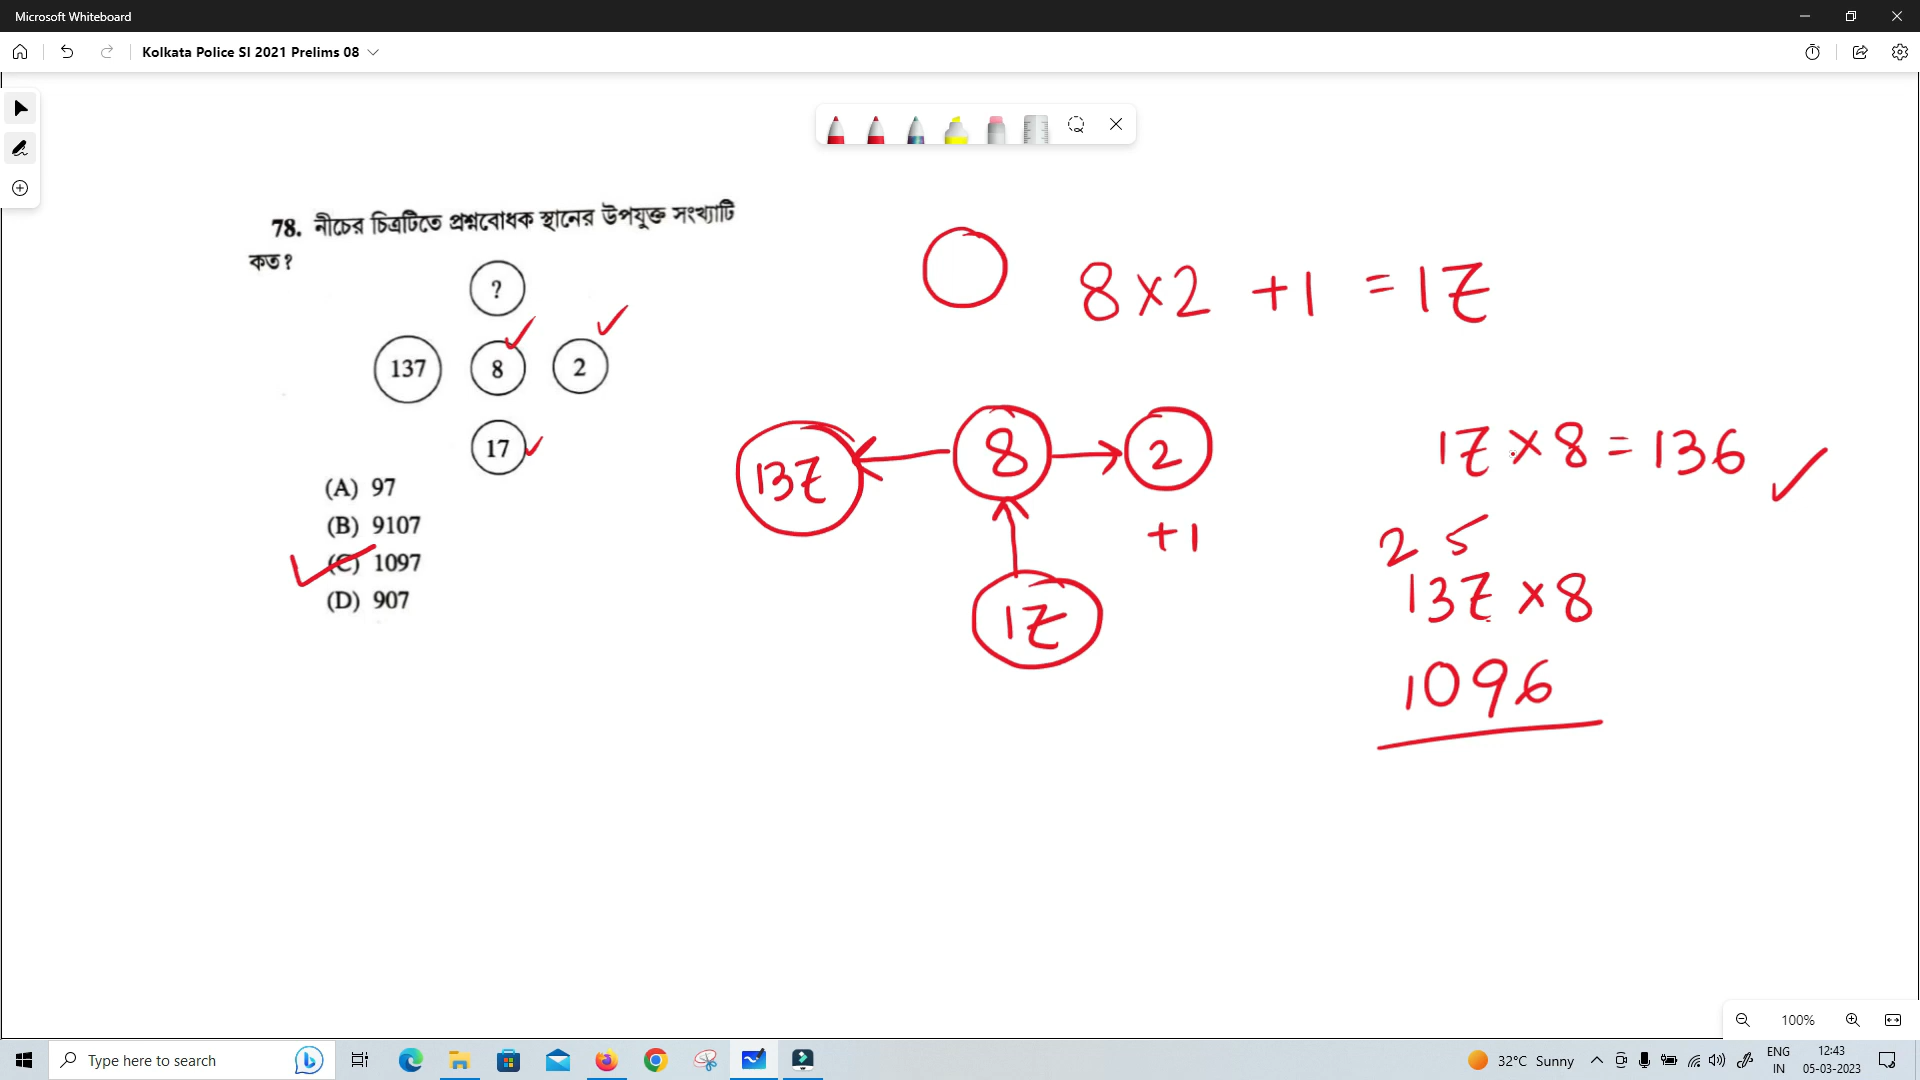 Microsoft Whiteboard
Kolkata Police SI 2021 Prelims 08
78. নীচের চিত্রটিতে প্রশ্নবোধক স্থানের উপযুক্ত সংখ্যাটি
কত ?
?
137 8 2
17
(A) 97
(B) 9107
(C) 1097
(D) 907
8 x 2 + 1 = 17
137 8 2
+1
17
17 x 8 = 136
2 5
137 x 8
1096
100%
Type here to search
32°C Sunny
ENG
IN
12:43
05-03-2023